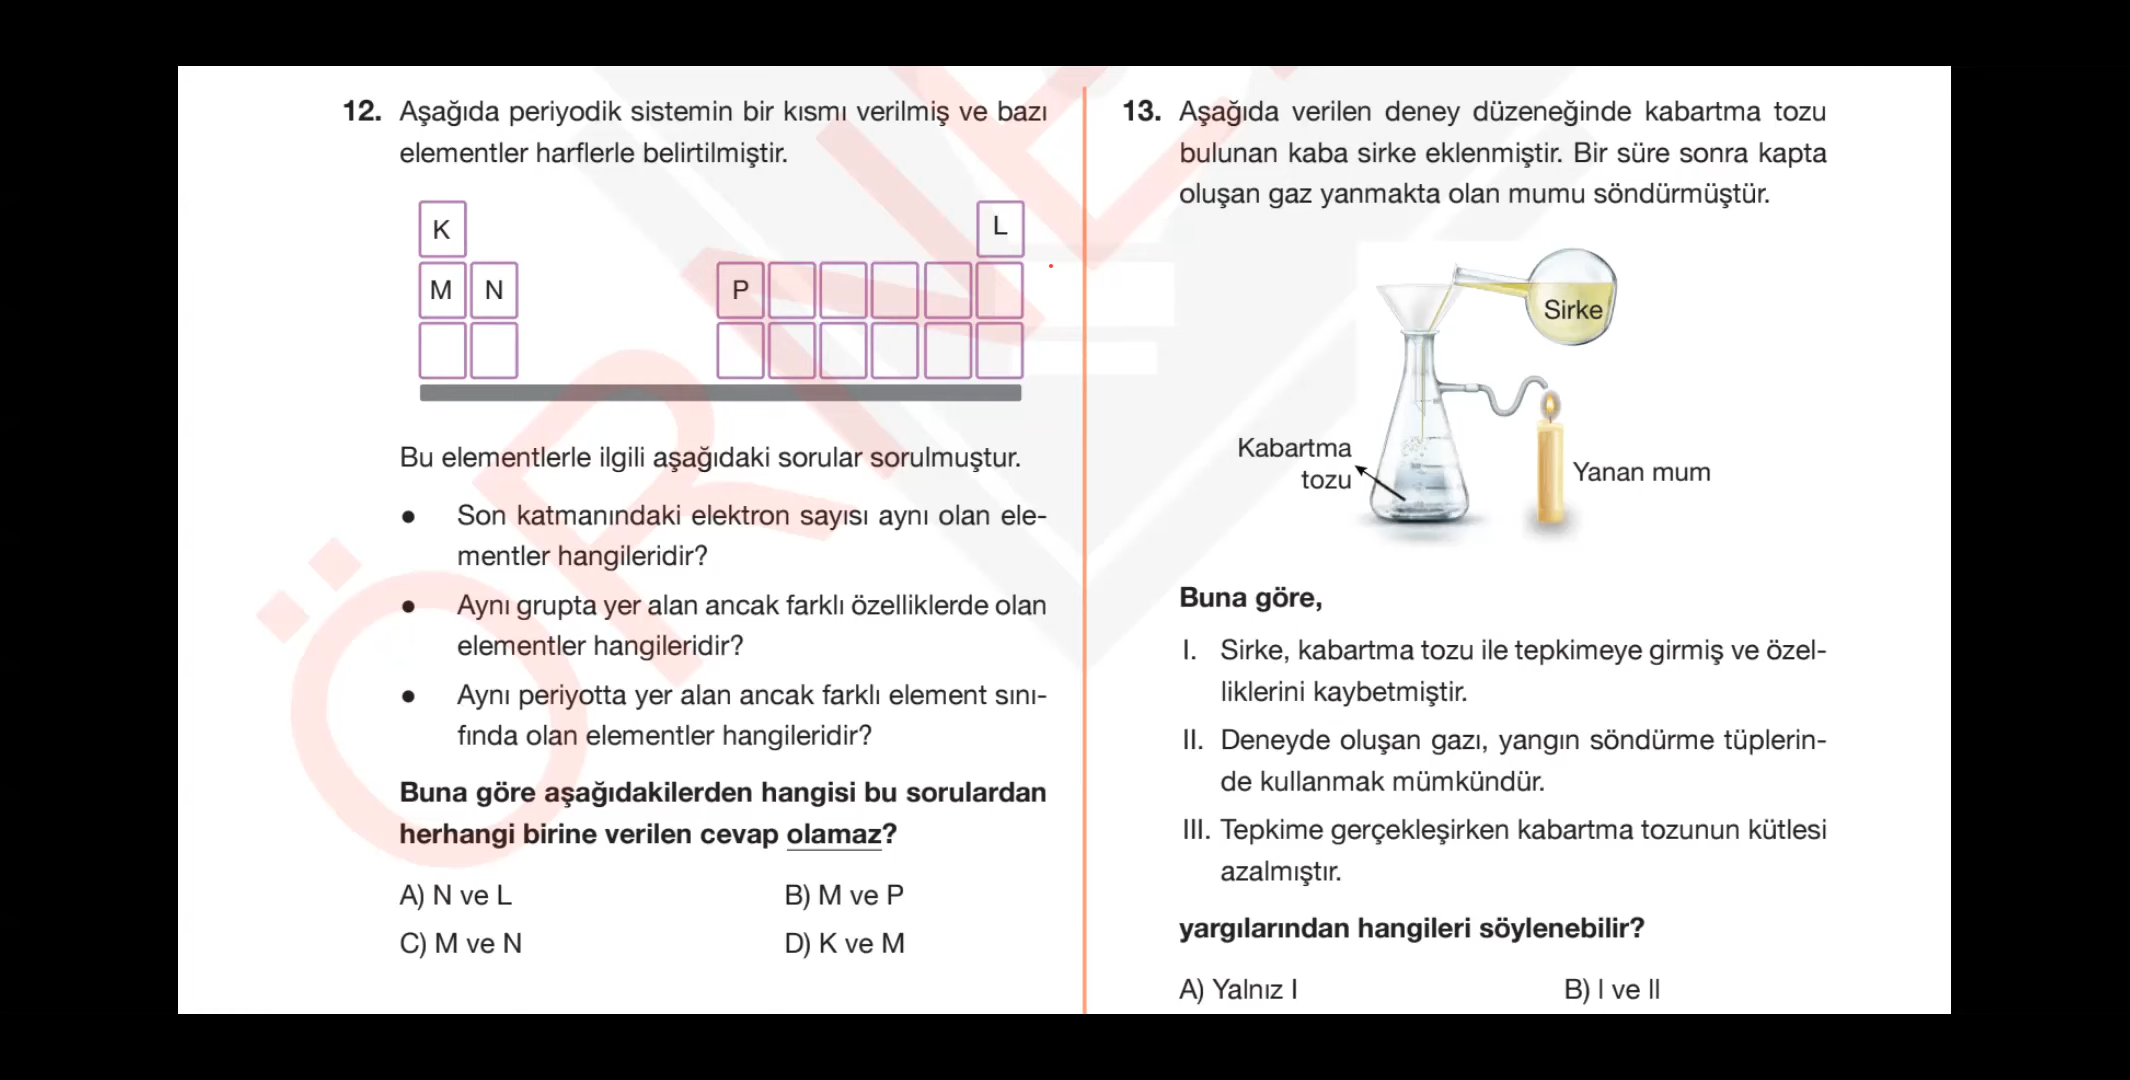 12. Aşağıda periyodik sistemin bir kısmı verilmiş ve bazı
elementler harflerle belirtilmiştir.
K
L
M
N
P
Bu elementlerle ilgili aşağıdaki sorular sorulmuştur.
● Son katmanındaki elektron sayısı aynı olan ele-
mentler hangileridir?
● Aynı grupta yer alan ancak farklı özelliklerde olan
elementler hangileridir?
● Aynı periyotta yer alan ancak farklı element sını-
fında olan elementler hangileridir?
Buna göre aşağıdakilerden hangisi bu sorulardan
herhangi birine verilen cevap olamaz?
A) N ve L
B) M ve P
C) M ve N
D) K ve M
13. Aşağıda verilen deney düzeneğinde kabartma tozu
bulunan kaba sirke eklenmiştir. Bir süre sonra kapta
oluşan gaz yanmakta olan mumu söndürmüştür.
Sirke
Kabartma
tozu
Yanan mum
Buna göre,
I. Sirke, kabartma tozu ile tepkimeye girmiş ve özel-
liklerini kaybetmiştir.
II. Deneyde oluşan gazı, yangın söndürme tüplerin-
de kullanmak mümkündür.
III. Tepkime gerçekleşirken kabartma tozunun kütlesi
azalmıştır.
yargılarından hangileri söylenebilir?
A) Yalnız I
B) I ve II
ÖRNE